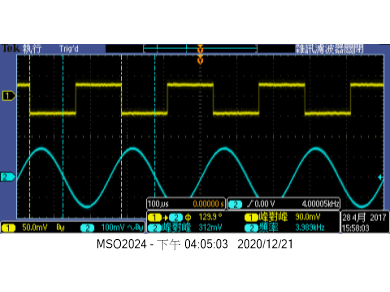 Tek 執行 Trig'd 雜訊濾波器關閉
1
2
100µs 0.00000 s 2 0.00 V 4.00005kHz
1 2 Φ 129.9 ° 1 峰對峰 90.0mV 28 4月 2017
2 峰對峰 312mV 2 頻率 3.989kHz 15:58:03
1 50.0mV 2 100mV
MSO2024 - 下午 04:05:03 2020/12/21